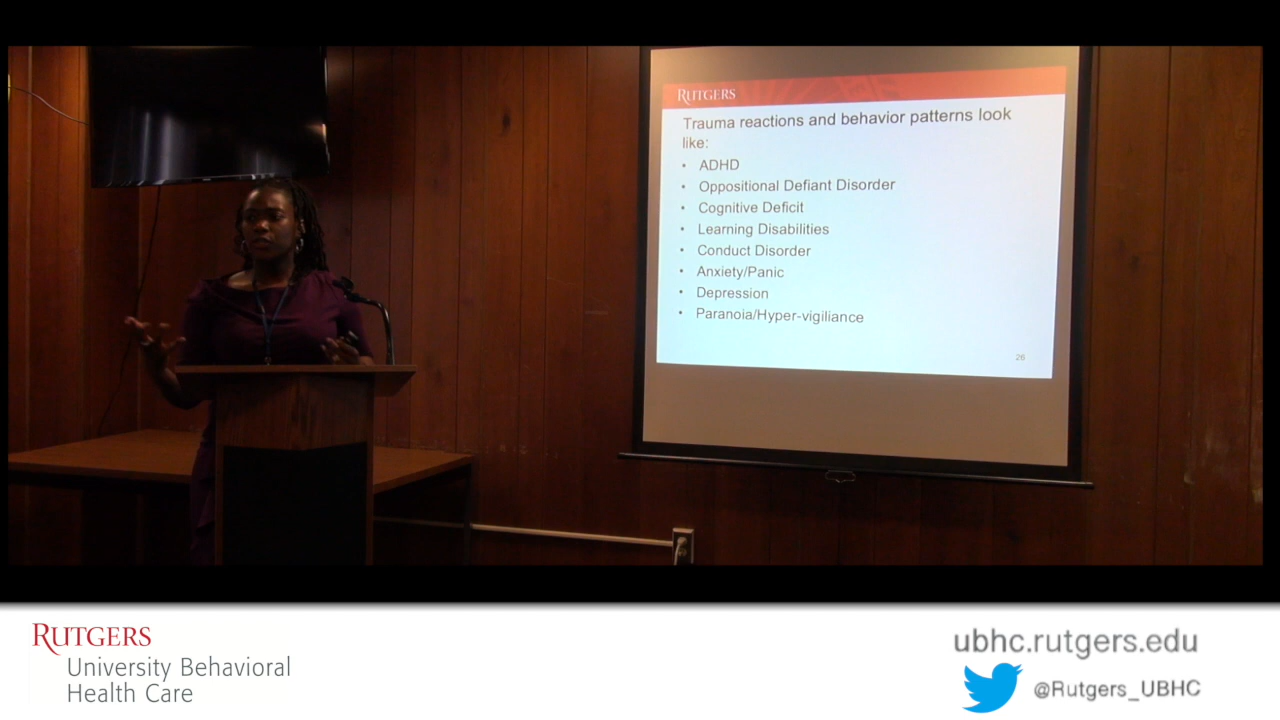 RUTGERS
Trauma reactions and behavior patterns look
like:
• ADHD
• Oppositional Defiant Disorder
• Cognitive Deficit
• Learning Disabilities
• Conduct Disorder
• Anxiety/Panic
• Depression
• Paranoia/Hyper-vigiliance
26
RUTGERS
University Behavioral
Health Care
ubhc.rutgers.edu
@Rutgers_UBHC